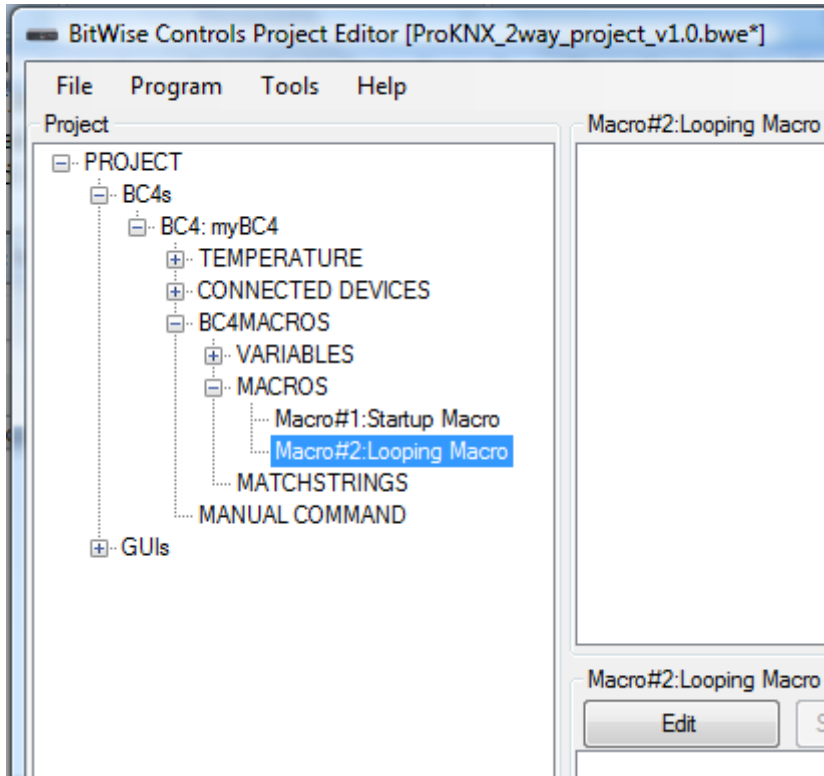 BitWise Controls Project Editor [ProKNX_2way_project_v1.0.bwe*]
File Program Tools Help
Project
PROJECT
BC4s
BC4: myBC4
TEMPERATURE
CONNECTED DEVICES
BC4MACROS
VARIABLES
MACROS
Macro#1:Startup Macro
Macro#2:Looping Macro
MATCHSTRINGS
MANUAL COMMAND
GUIs
Macro#2:Looping Macro
Macro#2:Looping Macro
Edit